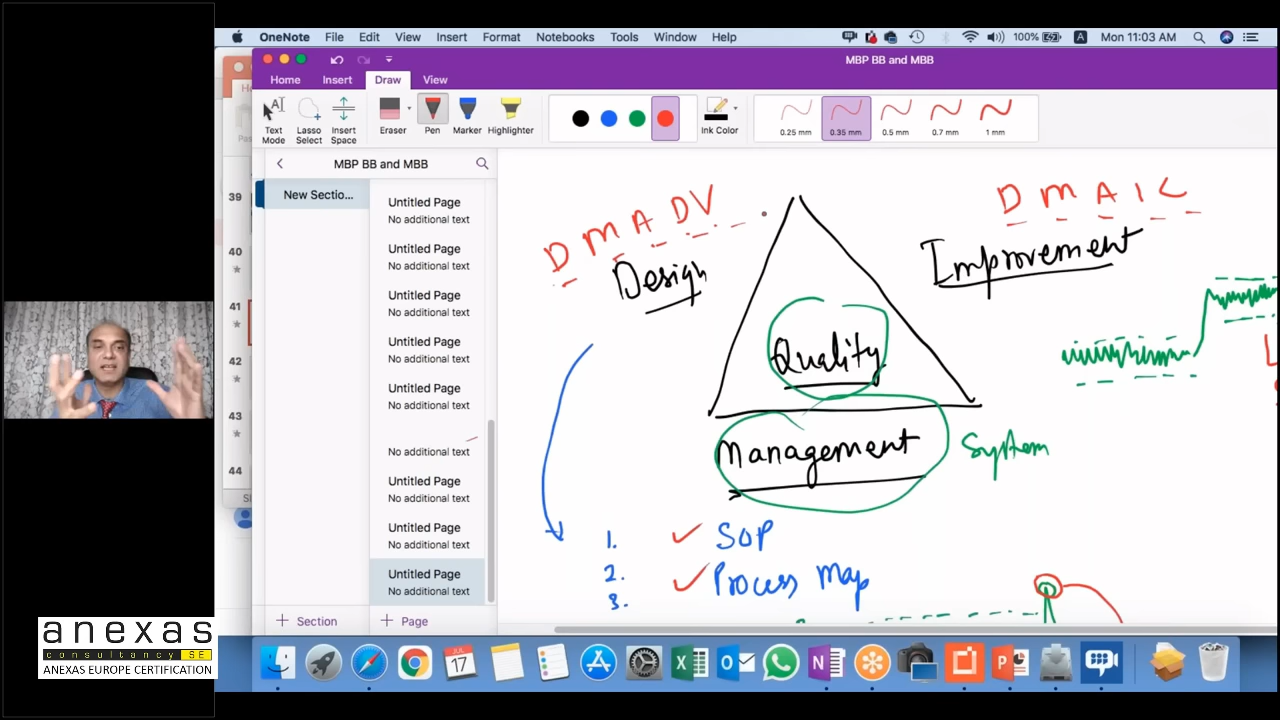 OneNote File Edit View Insert Format Notebooks Tools Window Help 100% A Mon 11:03 AM
MBP BB and MBB
Home Insert Draw View
Text Mode
Lasso Select
Insert Space
Eraser
Pen
Marker
Highlighter
Ink Color
0.25 mm
0.35 mm
0.5 mm
0.7 mm
1 mm
MBP BB and MBB
New Sectio...
39
40
41
42
43
44
Untitled Page
No additional text
Untitled Page
No additional text
Untitled Page
No additional text
Untitled Page
No additional text
Untitled Page
No additional text
No additional text
Untitled Page
No additional text
Untitled Page
No additional text
Untitled Page
No additional text
+ Section
+ Page
D M A D V
Design
D M A I C
Improvement
Quality
Management
System
1. SOP
2. Process Map
3.
JUL
17
anexas
consultancy SE
ANEXAS EUROPE CERTIFICATION